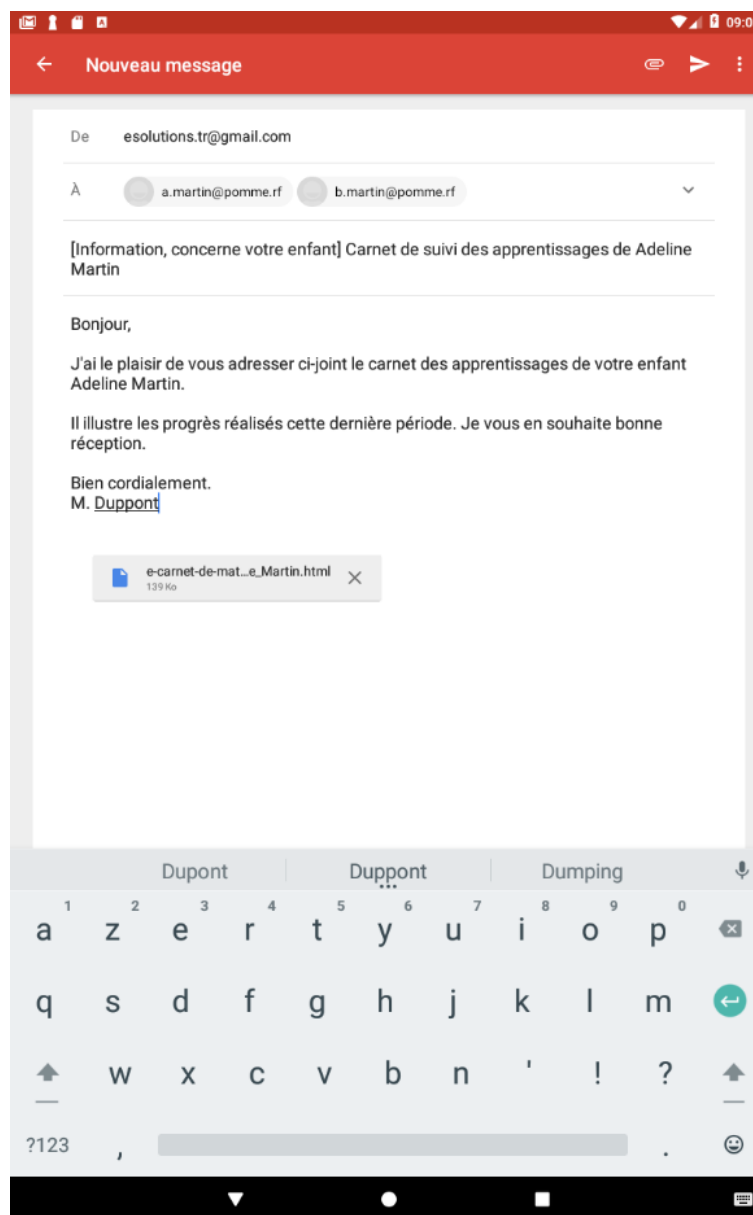 09:0
Nouveau message
De esolutions.tr@gmail.com
À a.martin@pomme.rf b.martin@pomme.rf
[Information, concerne votre enfant] Carnet de suivi des apprentissages de Adeline
Martin
Bonjour,
J'ai le plaisir de vous adresser ci-joint le carnet des apprentissages de votre enfant
Adeline Martin.
Il illustre les progrès réalisés cette dernière période. Je vous en souhaite bonne
réception.
Bien cordialement.
M. Duppont
e-carnet-de-mat...e_Martin.html
139 Ko
Dupont Duppont Dumping
1 2 3 4 5 6 7 8 9 0
a z e r t y u i o p
q s d f g h j k l m
w x c v b n ' ! ?
?123 , .